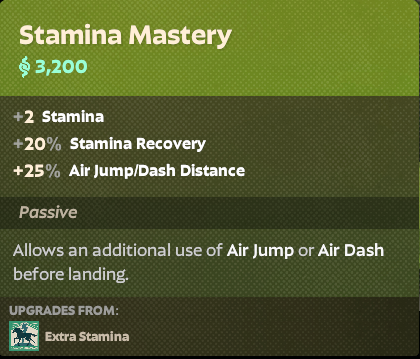 Stamina Mastery
3,200
+2 Stamina
+20% Stamina Recovery
+25% Air Jump/Dash Distance
Passive
Allows an additional use of Air Jump or Air Dash
before landing.
UPGRADES FROM:
Extra Stamina